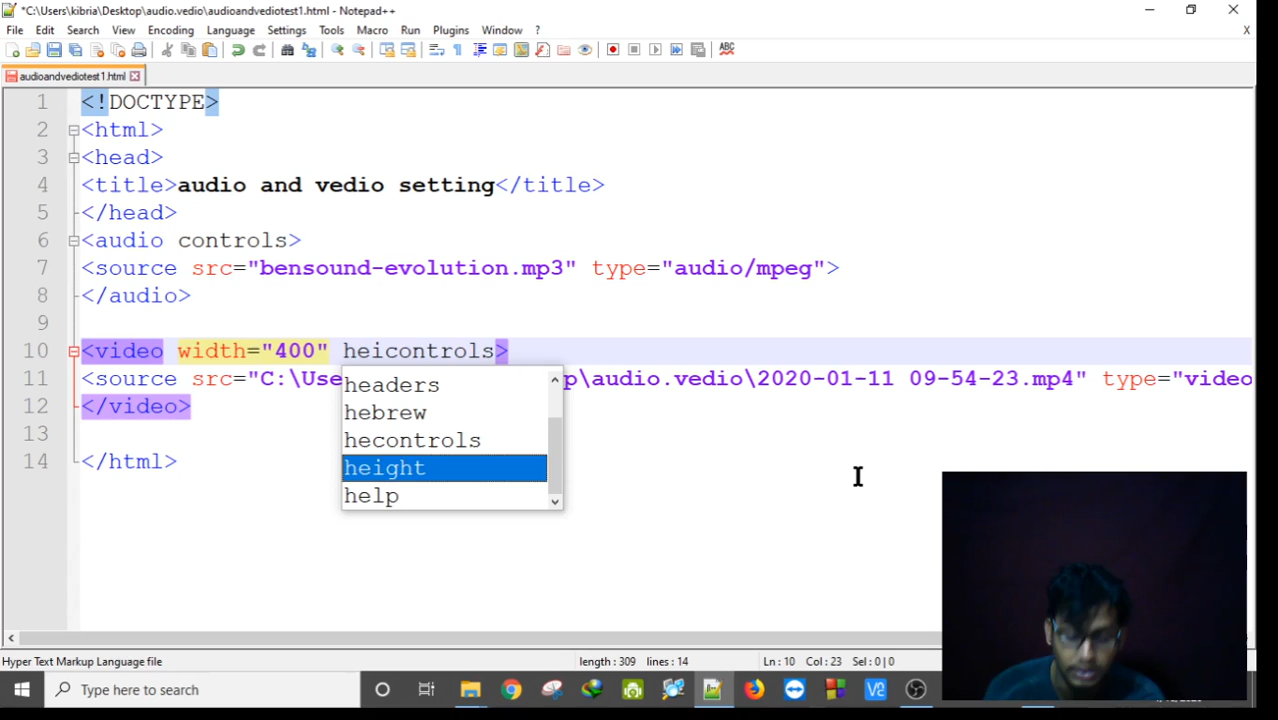 *C:\Users\kibria\Desktop\audio.vedio\audioandvediotest1.html - Notepad++
File Edit Search View Encoding Language Settings Tools Macro Run Plugins Window ? X
audioandvediotest1.html
1 <!DOCTYPE>
2 <html>
3 <head>
4 <title>audio and vedio setting</title>
5 </head>
6 <audio controls>
7 <source src="bensound-evolution.mp3" type="audio/mpeg">
8 </audio>
9
10 <video width="400" heicontrols>
11 <source src="C:\Use p\audio.vedio\2020-01-11 09-54-23.mp4" type="video
12 </video>
13
14 </html>
headers
hebrew
hecontrols
height
help
Hyper Text Markup Language file length : 309 lines : 14 Ln : 10 Col : 23 Sel : 0 | 0
Type here to search